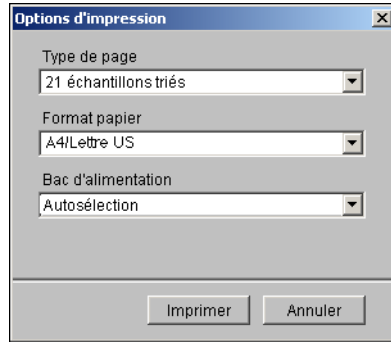 Options d'impression
Type de page
21 échantillons triés
Format papier
A4/Lettre US
Bac d'alimentation
Autosélection
Imprimer Annuler